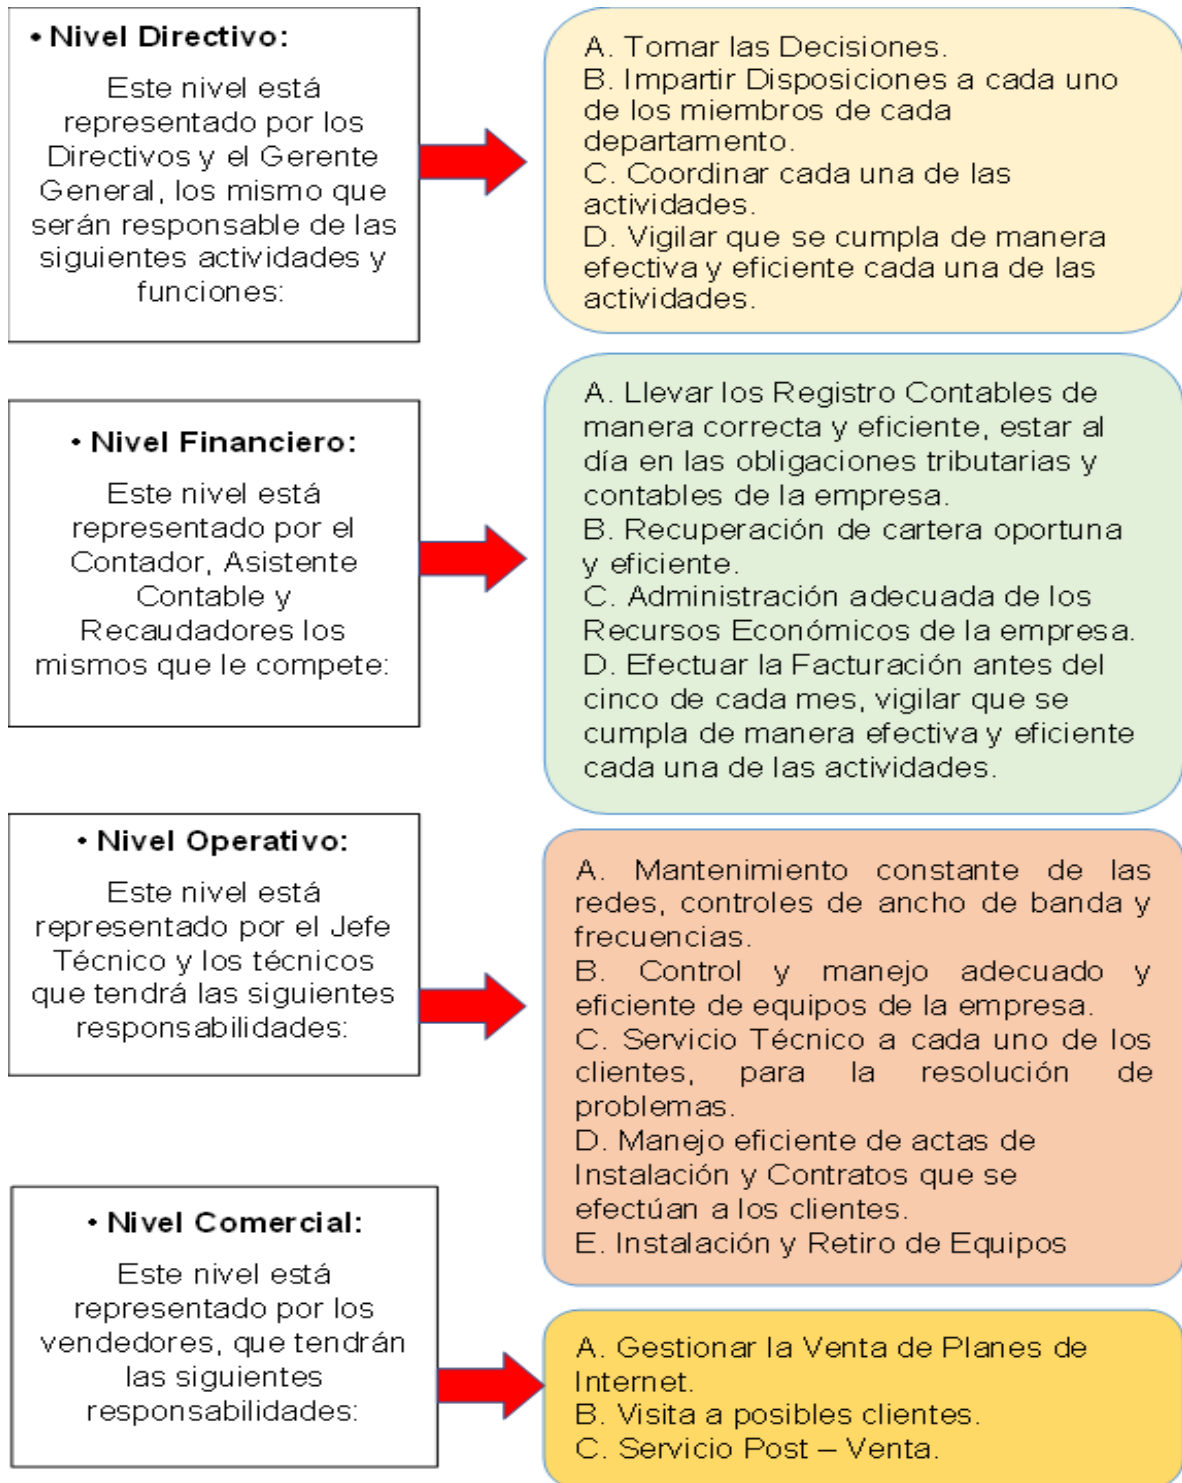 • Nivel Directivo:
Este nivel está
representado por los
Directivos y el Gerente
General, los mismo que
serán responsable de las
siguientes actividades y
funciones:
A. Tomar las Decisiones.
B. Impartir Disposiciones a cada uno
de los miembros de cada
departamento.
C. Coordinar cada una de las
actividades.
D. Vigilar que se cumpla de manera
efectiva y eficiente cada una de las
actividades.
• Nivel Financiero:
Este nivel está
representado por el
Contador, Asistente
Contable y
Recaudadores los
mismos que le compete:
A. Llevar los Registro Contables de
manera correcta y eficiente, estar al
día en las obligaciones tributarias y
contables de la empresa.
B. Recuperación de cartera oportuna
y eficiente.
C. Administración adecuada de los
Recursos Económicos de la empresa.
D. Efectuar la Facturación antes del
cinco de cada mes, vigilar que se
cumpla de manera efectiva y eficiente
cada una de las actividades.
• Nivel Operativo:
Este nivel está
representado por el Jefe
Técnico y los técnicos
que tendrá las siguientes
responsabilidades:
A. Mantenimiento constante de las
redes, controles de ancho de banda y
frecuencias.
B. Control y manejo adecuado y
eficiente de equipos de la empresa.
C. Servicio Técnico a cada uno de los
clientes, para la resolución de
problemas.
D. Manejo eficiente de actas de
Instalación y Contratos que se
efectúan a los clientes.
E. Instalación y Retiro de Equipos
• Nivel Comercial:
Este nivel está
representado por los
vendedores, que tendrán
las siguientes
responsabilidades:
A. Gestionar la Venta de Planes de
Internet.
B. Visita a posibles clientes.
C. Servicio Post – Venta.